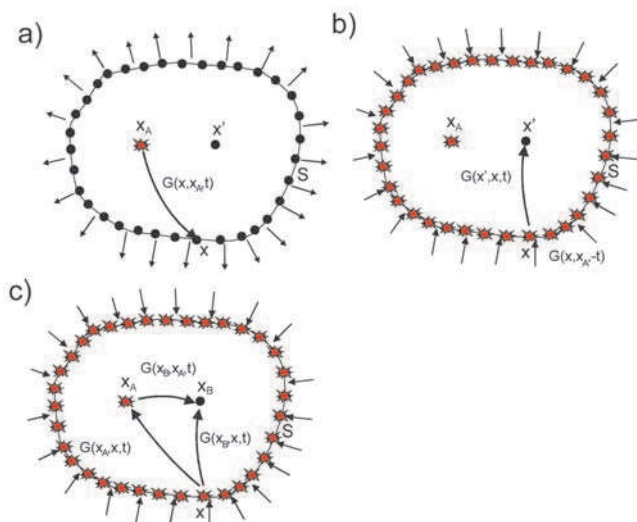 a)
x_A
x'
S
G(x,x_A,t)
x
b)
x_A
x'
G(x',x,t)
S
x
G(x,x_A,-t)
c)
G(x_B,x_A,t)
x_A
x_B
S
G(x_A,x,t)
G(x_B,x,t)
x